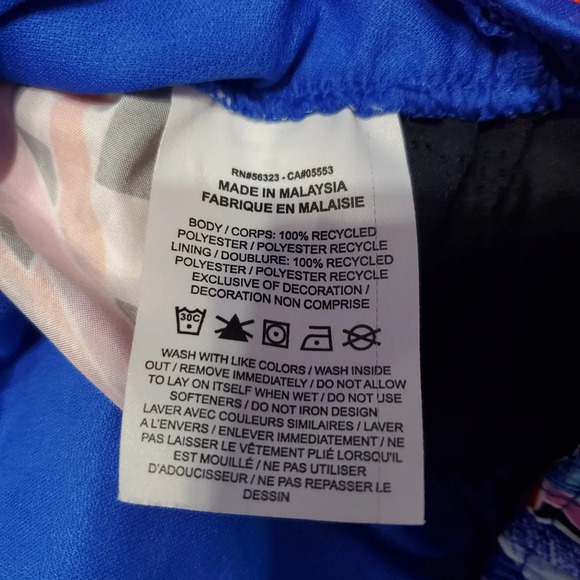 RN#56323 - CA#05553
MADE IN MALAYSIA
FABRIQUE EN MALAISIE
BODY / CORPS: 100% RECYCLED
POLYESTER / POLYESTER RECYCLE
LINING / DOUBLURE: 100% RECYCLED
POLYESTER / POLYESTER RECYCLE
EXCLUSIVE OF DECORATION /
DECORATION NON COMPRISE
30C
WASH WITH LIKE COLORS / WASH INSIDE
OUT / REMOVE IMMEDIATELY / DO NOT ALLOW
TO LAY ON ITSELF WHEN WET / DO NOT USE
SOFTENERS / DO NOT IRON DESIGN
LAVER AVEC COULEURS SIMILAIRES / LAVER
A L'ENVERS / ENLEVER IMMEDIATEMENT / NE
PAS LAISSER LE VÊTEMENT PLIÉ LORSQU'IL
EST MOUILLÉ / NE PAS UTILISER
D'ADOUCISSEUR / NE PAS REPASSER LE
DESSIN